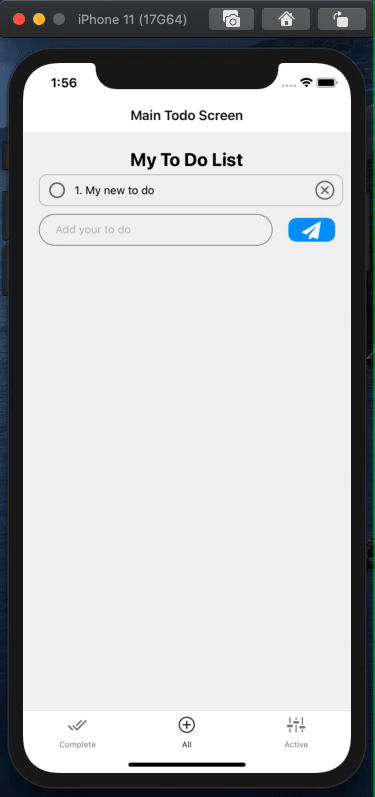 iPhone 11 (17G64)
1:56
Main Todo Screen
My To Do List
1. My new to do
Add your to do
Complete
All
Active